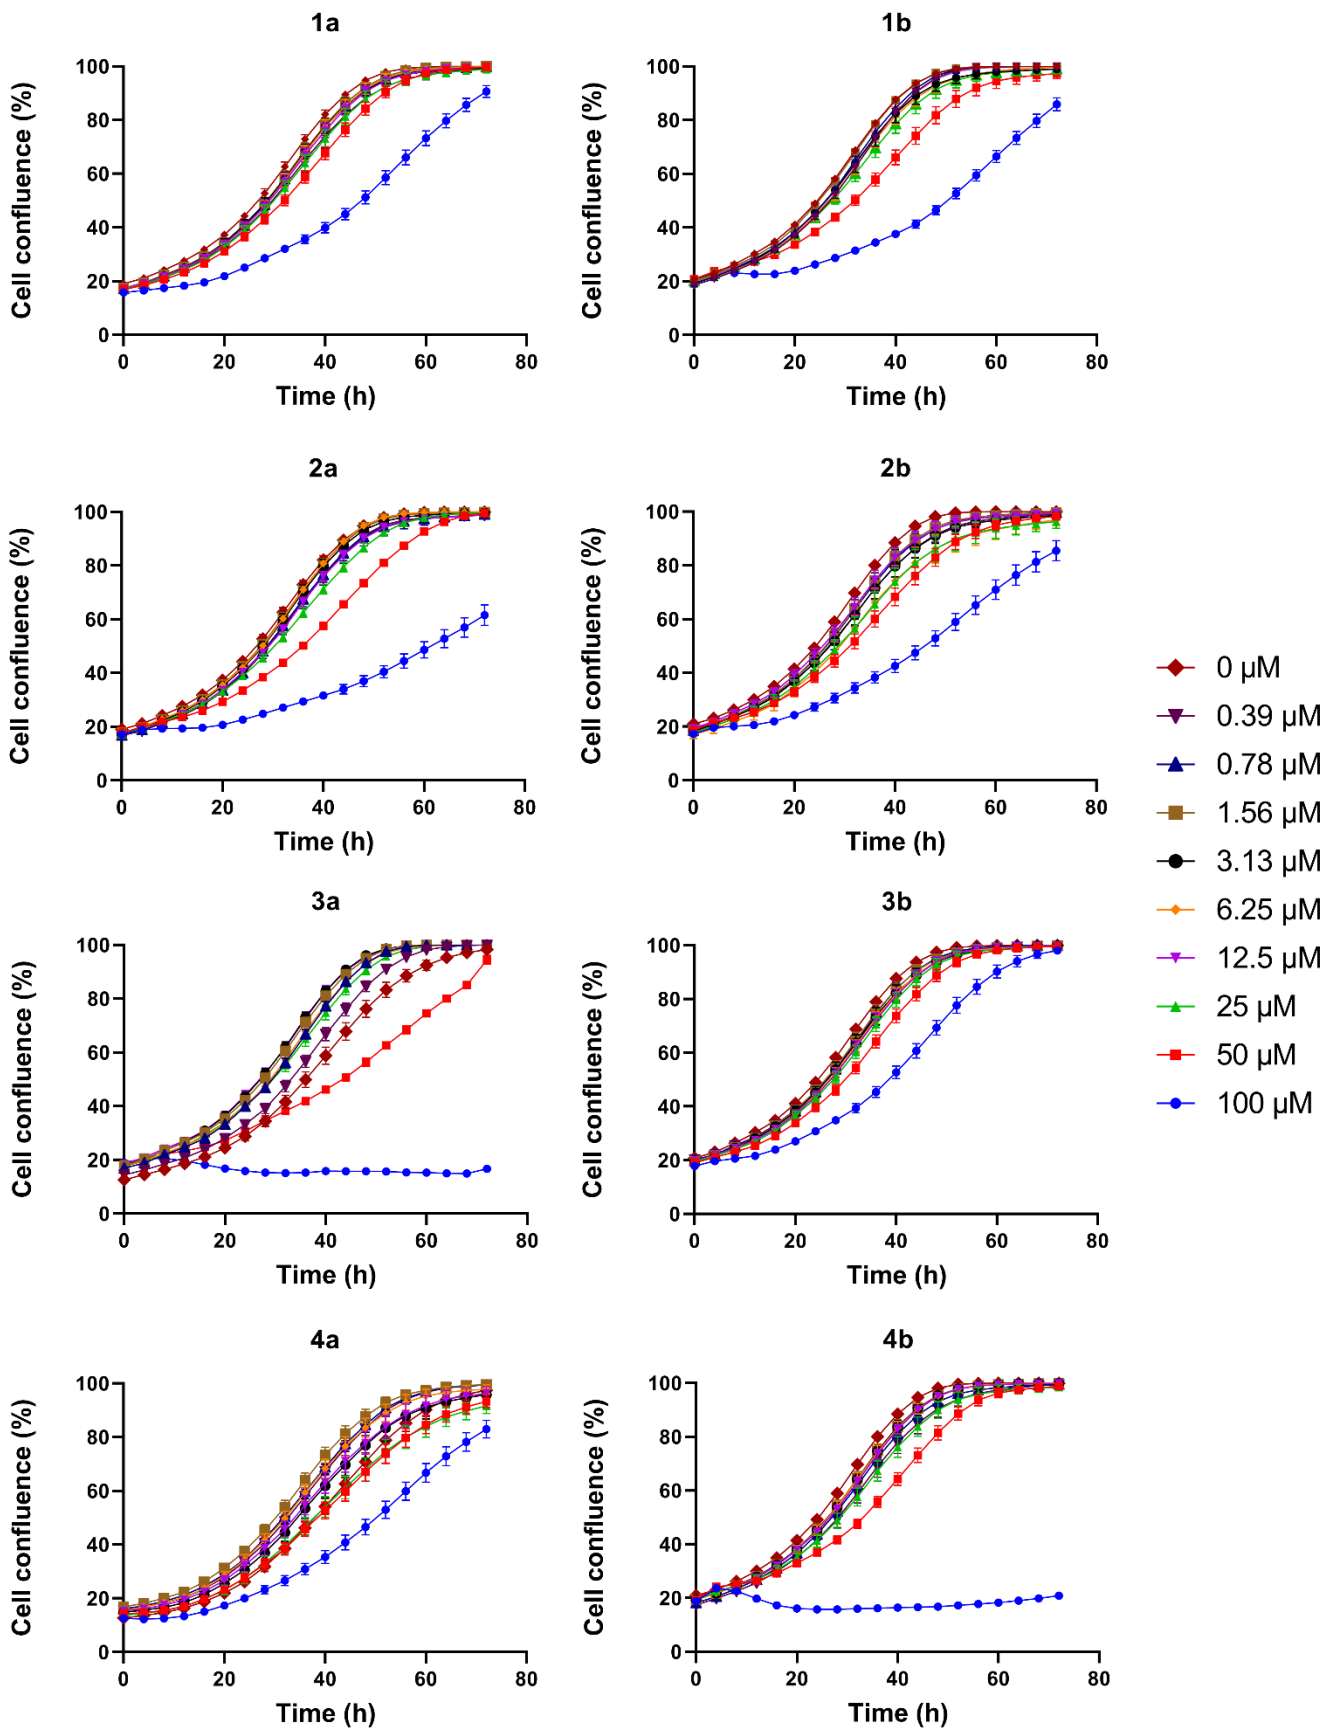 1a
Cell confluence (%)
100
80
60
40
20
0
0 20 40 60 80
Time (h)
1b
Cell confluence (%)
100
80
60
40
20
0
0 20 40 60 80
Time (h)
2a
Cell confluence (%)
100
80
60
40
20
0
0 20 40 60 80
Time (h)
2b
Cell confluence (%)
100
80
60
40
20
0
0 20 40 60 80
Time (h)
3a
Cell confluence (%)
100
80
60
40
20
0
0 20 40 60 80
Time (h)
3b
Cell confluence (%)
100
80
60
40
20
0
0 20 40 60 80
Time (h)
4a
Cell confluence (%)
100
80
60
40
20
0
0 20 40 60 80
Time (h)
4b
Cell confluence (%)
100
80
60
40
20
0
0 20 40 60 80
Time (h)
0 µM
0.39 µM
0.78 µM
1.56 µM
3.13 µM
6.25 µM
12.5 µM
25 µM
50 µM
100 µM